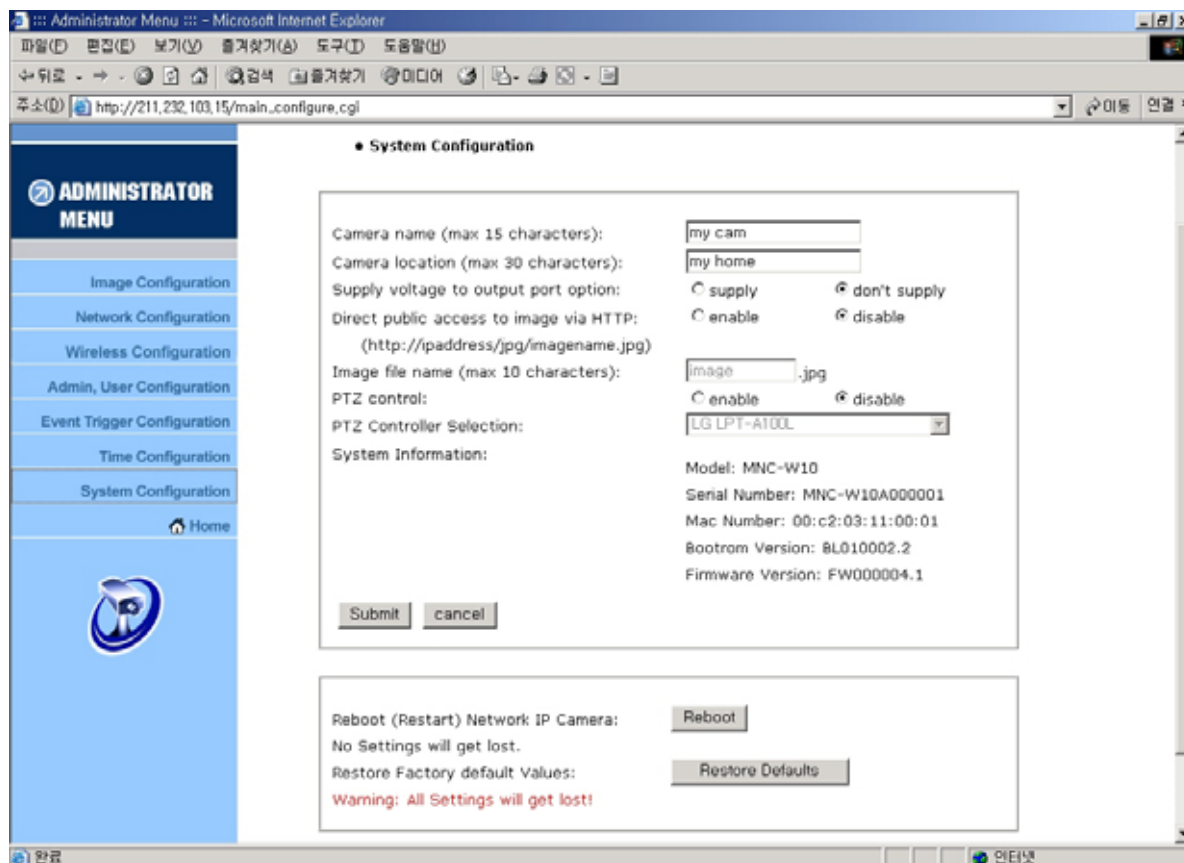 ::: Administrator Menu ::: - Microsoft Internet Explorer
파일(F) 편집(E) 보기(V) 즐겨찾기(A) 도구(T) 도움말(H)
뒤로 검색 즐겨찾기 미디어
주소(D) http://211,232,103,15/main_configure,cgi 이동 연결
ADMINISTRATOR
MENU
Image Configuration
Network Configuration
Wireless Configuration
Admin, User Configuration
Event Trigger Configuration
Time Configuration
System Configuration
Home
• System Configuration
Camera name (max 15 characters): my cam
Camera location (max 30 characters): my home
Supply voltage to output port option: supply don't supply
Direct public access to image via HTTP: enable disable
(http://ipaddress/jpg/imagename.jpg)
Image file name (max 10 characters): image .jpg
PTZ control: enable disable
PTZ Controller Selection: LG LPT-A100L
System Information:
Model: MNC-W10
Serial Number: MNC-W10A000001
Mac Number: 00:c2:03:11:00:01
Bootrom Version: BL010002.2
Firmware Version: FW000004.1
Submit cancel
Reboot (Restart) Network IP Camera: Reboot
No Settings will get lost.
Restore Factory default Values: Restore Defaults
Warning: All Settings will get lost!
완료 인터넷